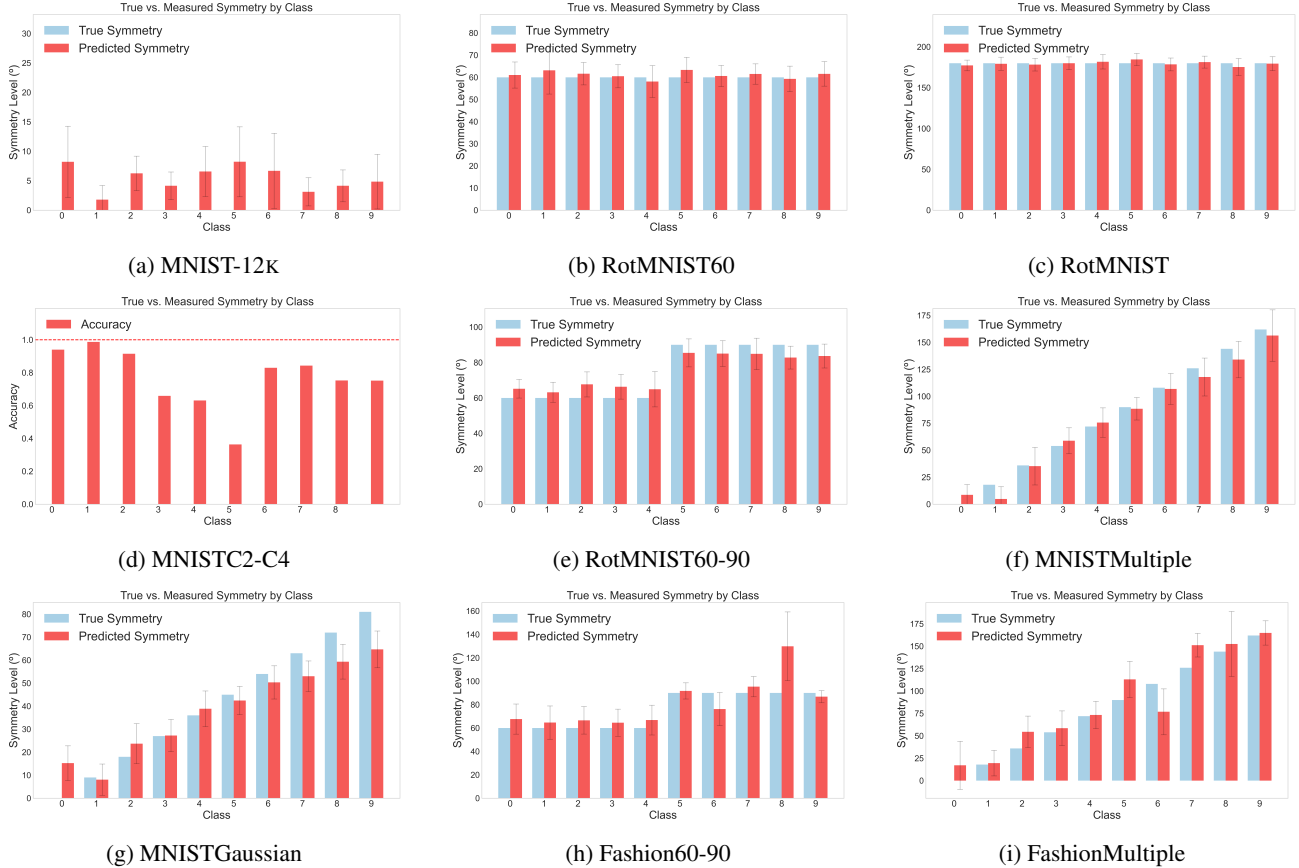 True vs. Measured Symmetry by Class
True Symmetry
Predicted Symmetry
Symmetry Level (º)
30
25
20
15
10
5
0
0 1 2 3 4 5 6 7 8 9
Class
(a) MNIST-12K
True vs. Measured Symmetry by Class
True Symmetry
Predicted Symmetry
Symmetry Level (º)
80
70
60
50
40
30
20
10
0
0 1 2 3 4 5 6 7 8 9
Class
(b) RotMNIST60
True vs. Measured Symmetry by Class
True Symmetry
Predicted Symmetry
Symmetry Level (º)
200
150
100
50
0
0 1 2 3 4 5 6 7 8 9
Class
(c) RotMNIST
True vs. Measured Symmetry by Class
Accuracy
Accuracy
1.0
0.8
0.6
0.4
0.2
0.0
0 1 2 3 4 5 6 7 8
Class
(d) MNISTC2-C4
True vs. Measured Symmetry by Class
True Symmetry
Predicted Symmetry
Symmetry Level (º)
100
80
60
40
20
0
0 1 2 3 4 5 6 7 8 9
Class
(e) RotMNIST60-90
True vs. Measured Symmetry by Class
True Symmetry
Predicted Symmetry
Symmetry Level (º)
175
150
125
100
75
50
25
0
0 1 2 3 4 5 6 7 8 9
Class
(f) MNISTMultiple
True vs. Measured Symmetry by Class
True Symmetry
Predicted Symmetry
Symmetry Level (º)
80
70
60
50
40
30
20
10
0
0 1 2 3 4 5 6 7 8 9
Class
(g) MNISTGaussian
True vs. Measured Symmetry by Class
True Symmetry
Predicted Symmetry
Symmetry Level (º)
160
140
120
100
80
60
40
20
0
0 1 2 3 4 5 6 7 8 9
Class
(h) Fashion60-90
True vs. Measured Symmetry by Class
True Symmetry
Predicted Symmetry
Symmetry Level (º)
175
150
125
100
75
50
25
0
0 1 2 3 4 5 6 7 8 9
Class
(i) FashionMultiple